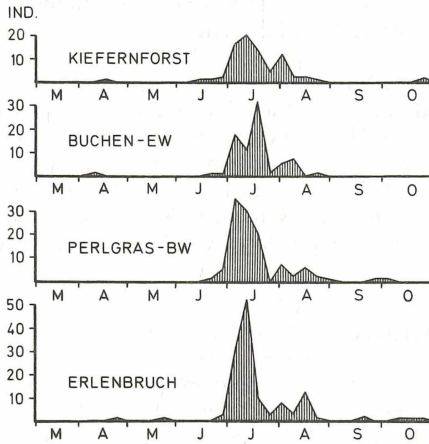 IND.
20
10
KIEFERNFORST
M A M J J A S O
30
20
10
BUCHEN-EW
M A M J J A S O
30
20
10
PERLGRAS-BW
M A M J J A S O
50
40
30
20
10
ERLENBRUCH
M A M J J A S O